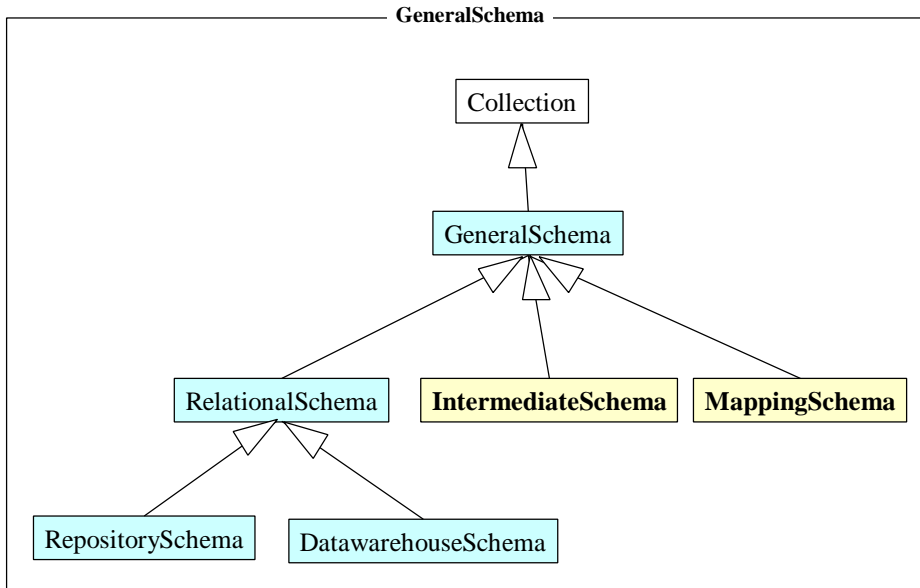 GeneralSchema
Collection
GeneralSchema
RelationalSchema
IntermediateSchema
MappingSchema
RepositorySchema
DatawarehouseSchema